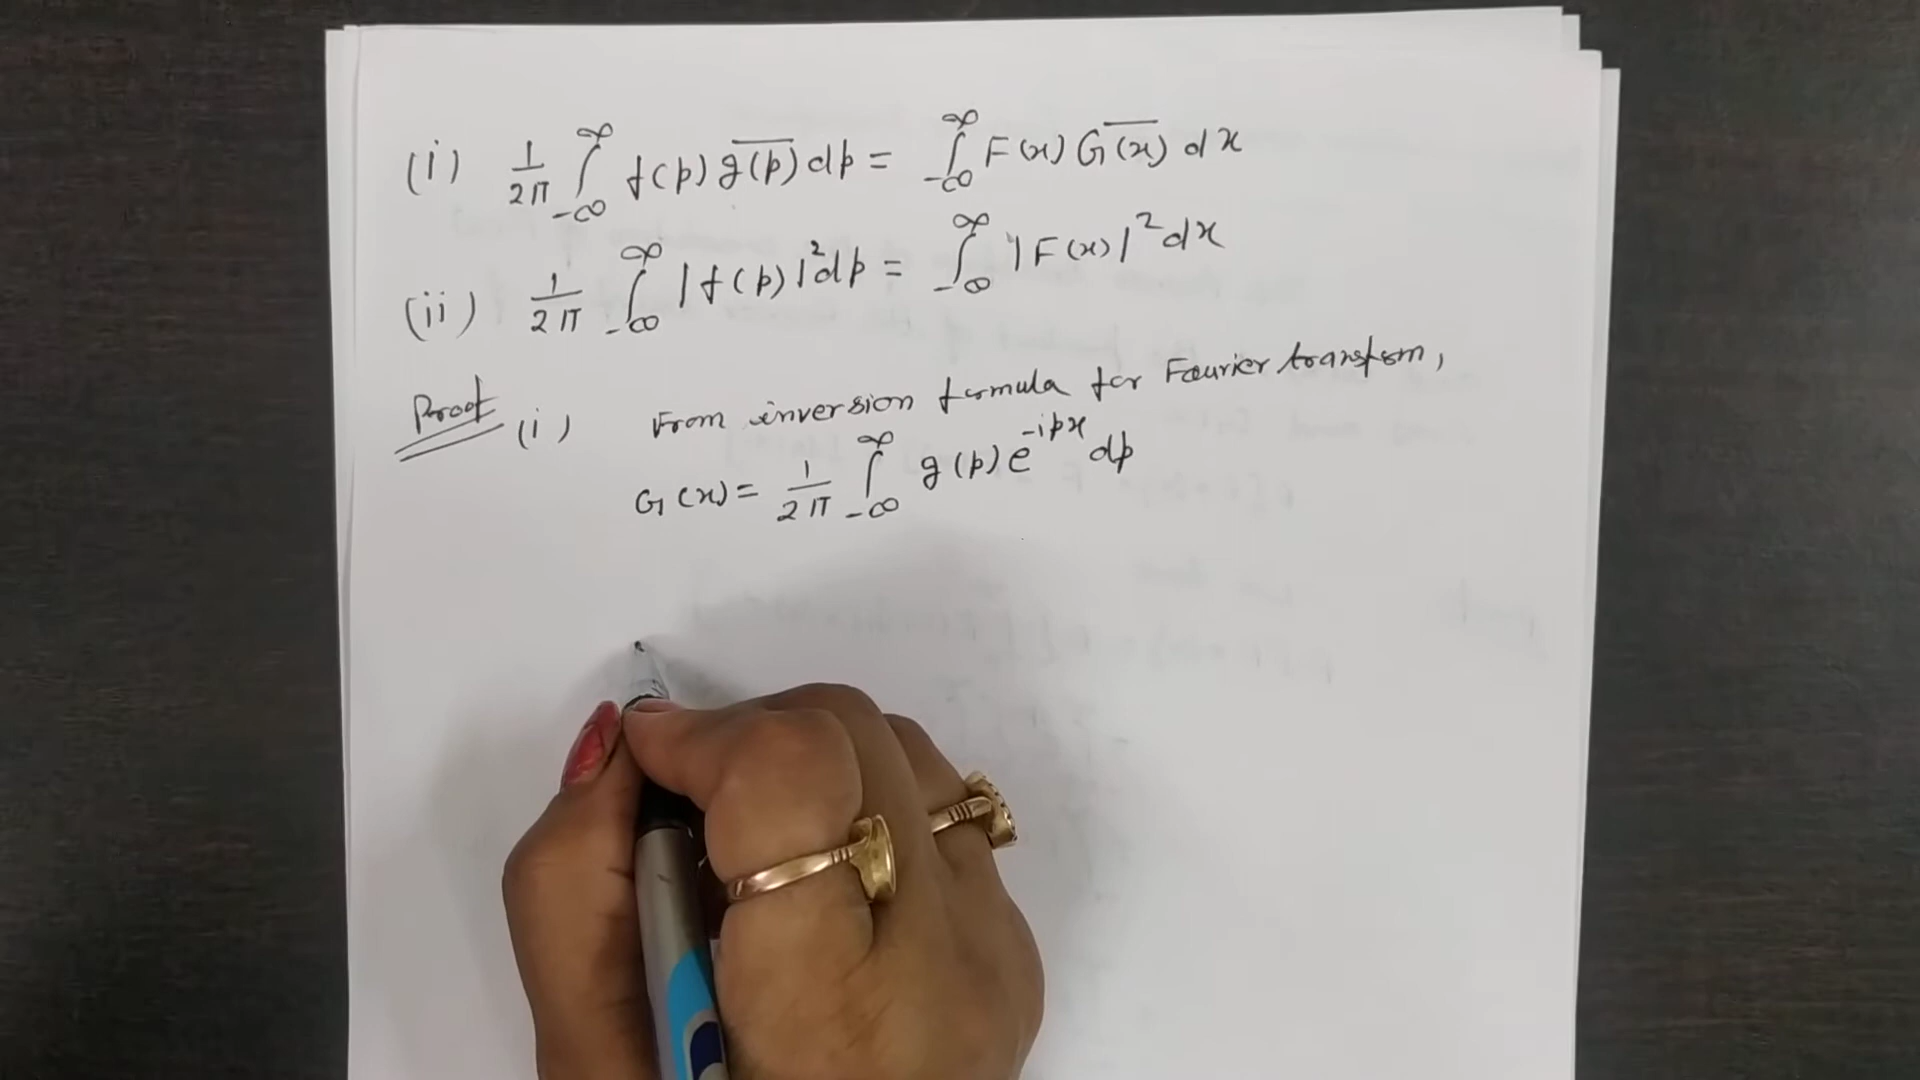 (i) 1/2π ∫_{-∞}^{∞} f(p) \overline{g(p)} dp = ∫_{-∞}^{∞} F(x) \overline{G(x)} dx
(ii) 1/2π ∫_{-∞}^{∞} |f(p)|² dp = ∫_{-∞}^{∞} |F(x)|² dx
Proof (i) From inversion formula for Fourier transform,
G(x) = 1/2π ∫_{-∞}^{∞} g(p) e^{-ipx} dp